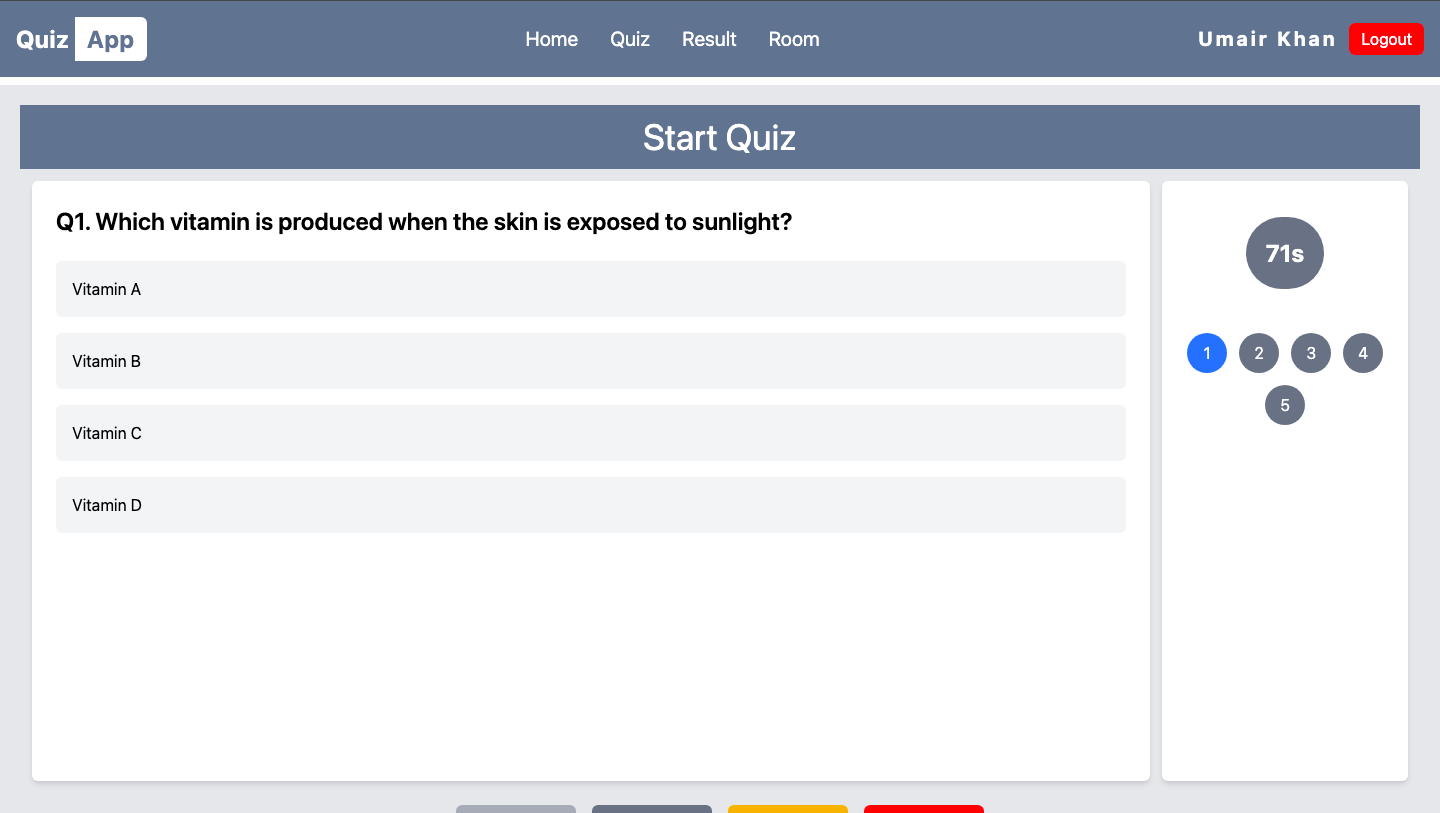 Quiz App Home Quiz Result Room Umair Khan Logout
Start Quiz
Q1. Which vitamin is produced when the skin is exposed to sunlight?
Vitamin A
Vitamin B
Vitamin C
Vitamin D
71s
1 2 3 4
5